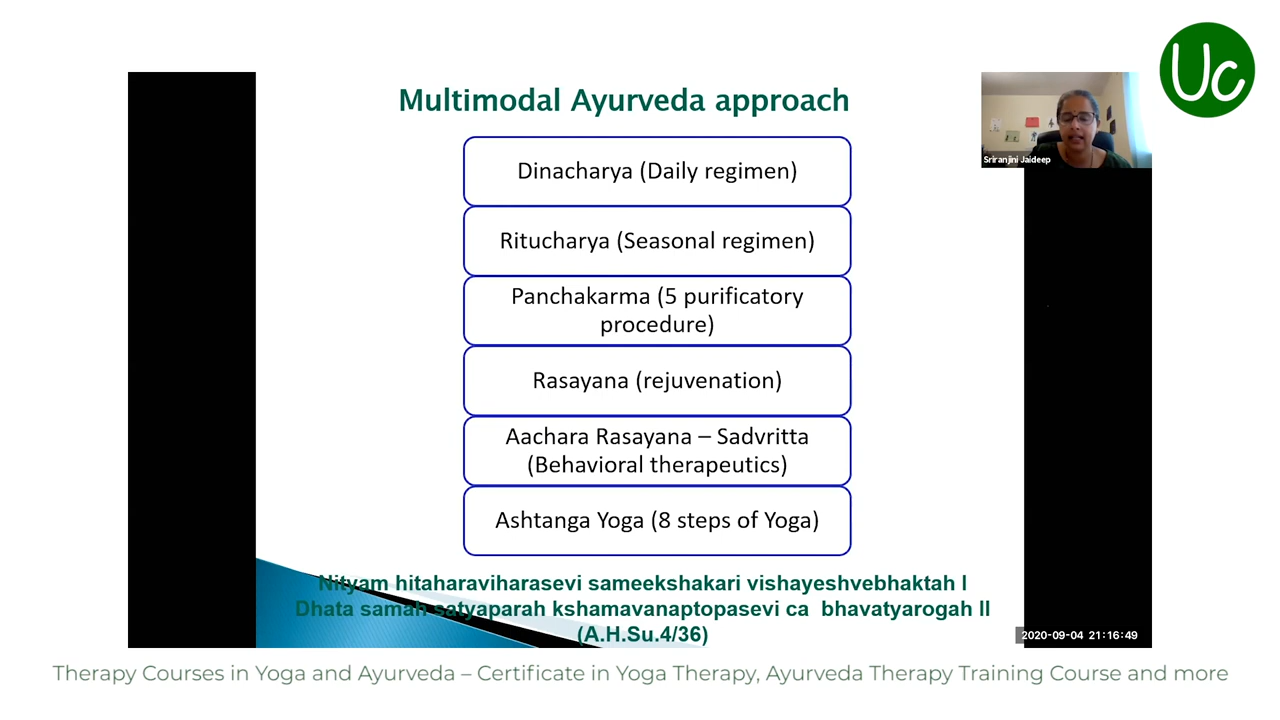 Multimodal Ayurveda approach
Uc
Dinacharya (Daily regimen)
Sriranjini Jaideep
Ritucharya (Seasonal regimen)
Panchakarma (5 purificatory
procedure)
Rasayana (rejuvenation)
Aachara Rasayana – Sadvritta
(Behavioral therapeutics)
Ashtanga Yoga (8 steps of Yoga)
Nityam hitaharaviharasevi sameekshakari vishayeshvebhaktah l
Dhata samah satyaparah kshamavanaptopasevi ca bhavatyarogah ll
(A.H.Su.4/36)
2020-09-04 21:16:49
Therapy Courses in Yoga and Ayurveda – Certificate in Yoga Therapy, Ayurveda Therapy Training Course and more